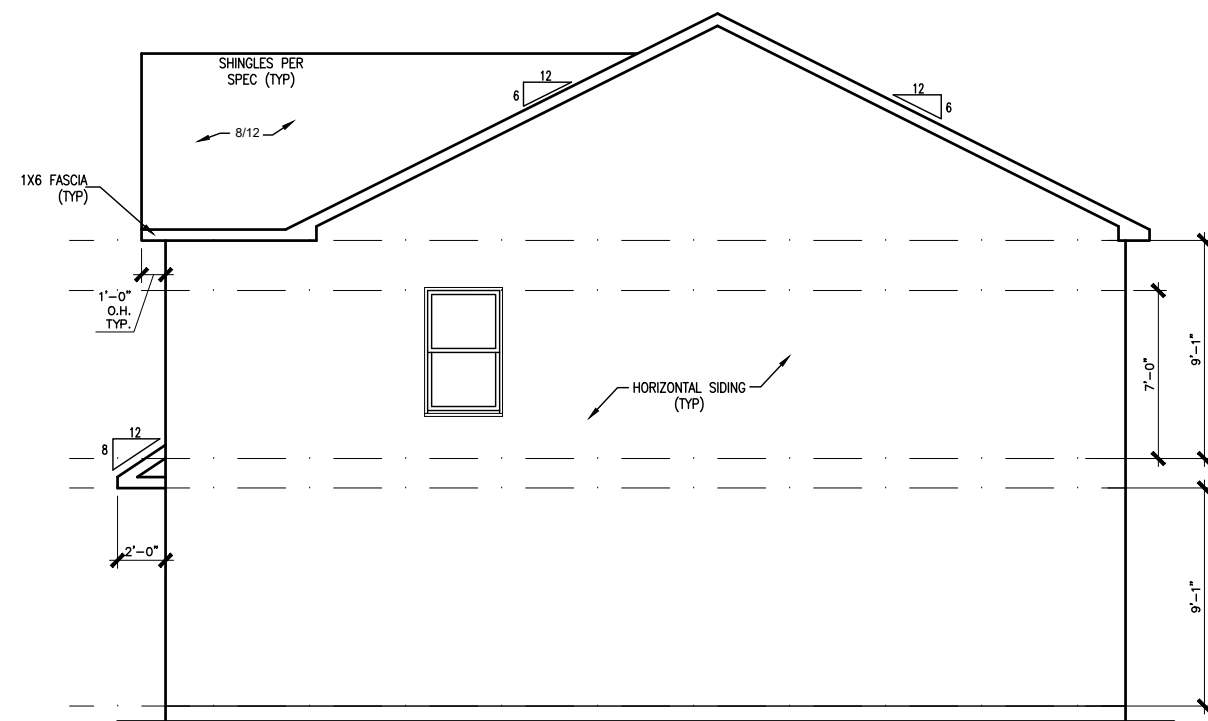 SHINGLES PER
SPEC (TYP)
12
6
12
6
8/12
1X6 FASCIA
(TYP)
1'-0"
O.H.
TYP.
7'-0"
9'-1"
HORIZONTAL SIDING
(TYP)
12
8
2'-0"
9'-1"